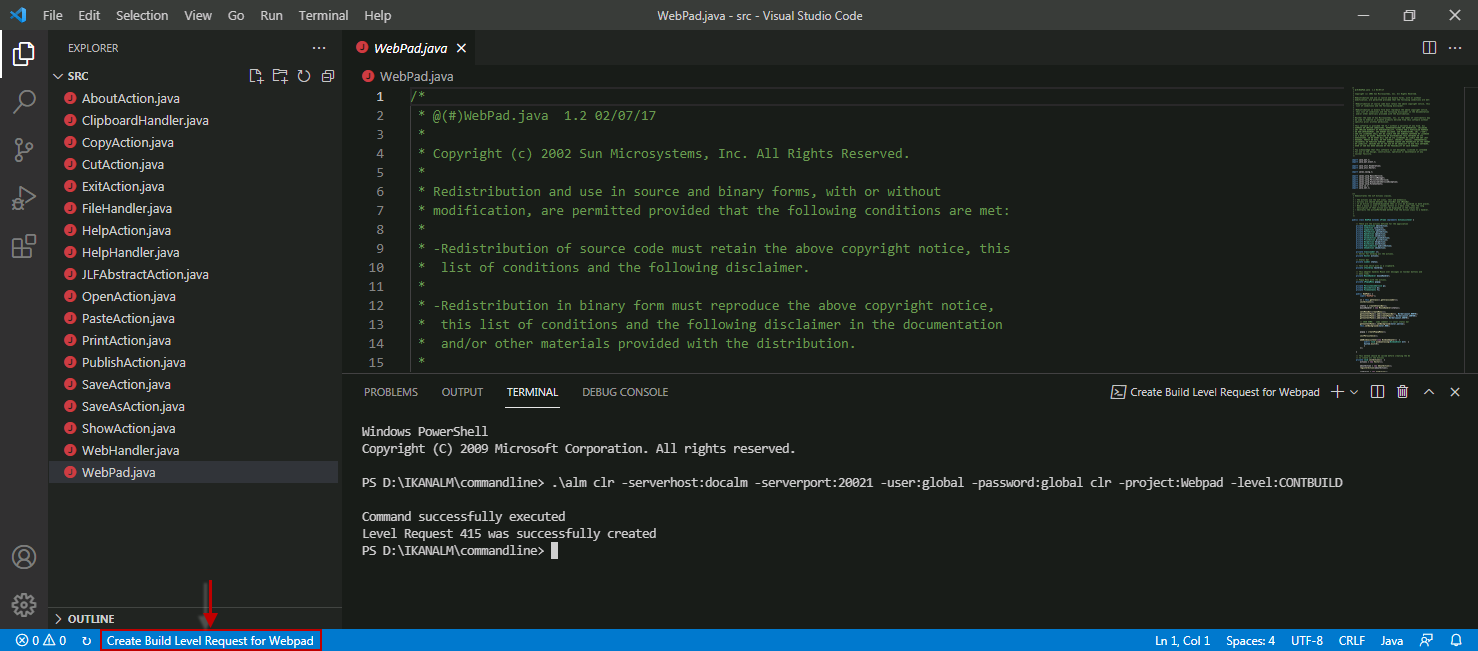 File Edit Selection View Go Run Terminal Help
WebPad.java - src - Visual Studio Code
EXPLORER
SRC
AboutAction.java
ClipboardHandler.java
CopyAction.java
CutAction.java
ExitAction.java
FileHandler.java
HelpAction.java
HelpHandler.java
JLFAbstractAction.java
OpenAction.java
PasteAction.java
PrintAction.java
PublishAction.java
SaveAction.java
SaveAsAction.java
ShowAction.java
WebHandler.java
WebPad.java
OUTLINE
WebPad.java
WebPad.java
1 /*
2 * @(#)WebPad.java  1.2 02/07/17
3 *
4 * Copyright (c) 2002 Sun Microsystems, Inc. All Rights Reserved.
5 *
6 * Redistribution and use in source and binary forms, with or without
7 * modification, are permitted provided that the following conditions are met:
8 *
9 * -Redistribution of source code must retain the above copyright notice, this
10 *  list of conditions and the following disclaimer.
11 *
12 * -Redistribution in binary form must reproduce the above copyright notice,
13 *  this list of conditions and the following disclaimer in the documentation
14 *  and/or other materials provided with the distribution.
15 *
PROBLEMS OUTPUT TERMINAL DEBUG CONSOLE
Create Build Level Request for Webpad
Windows PowerShell
Copyright (C) 2009 Microsoft Corporation. All rights reserved.
PS D:\IKANALM\commandline> .\alm clr -serverhost:docalm -serverport:20021 -user:global -password:global clr -project:Webpad -level:CONTBUILD
Command successfully executed
Level Request 415 was successfully created
PS D:\IKANALM\commandline>
0 0 Create Build Level Request for Webpad
Ln 1, Col 1 Spaces: 4 UTF-8 CRLF Java